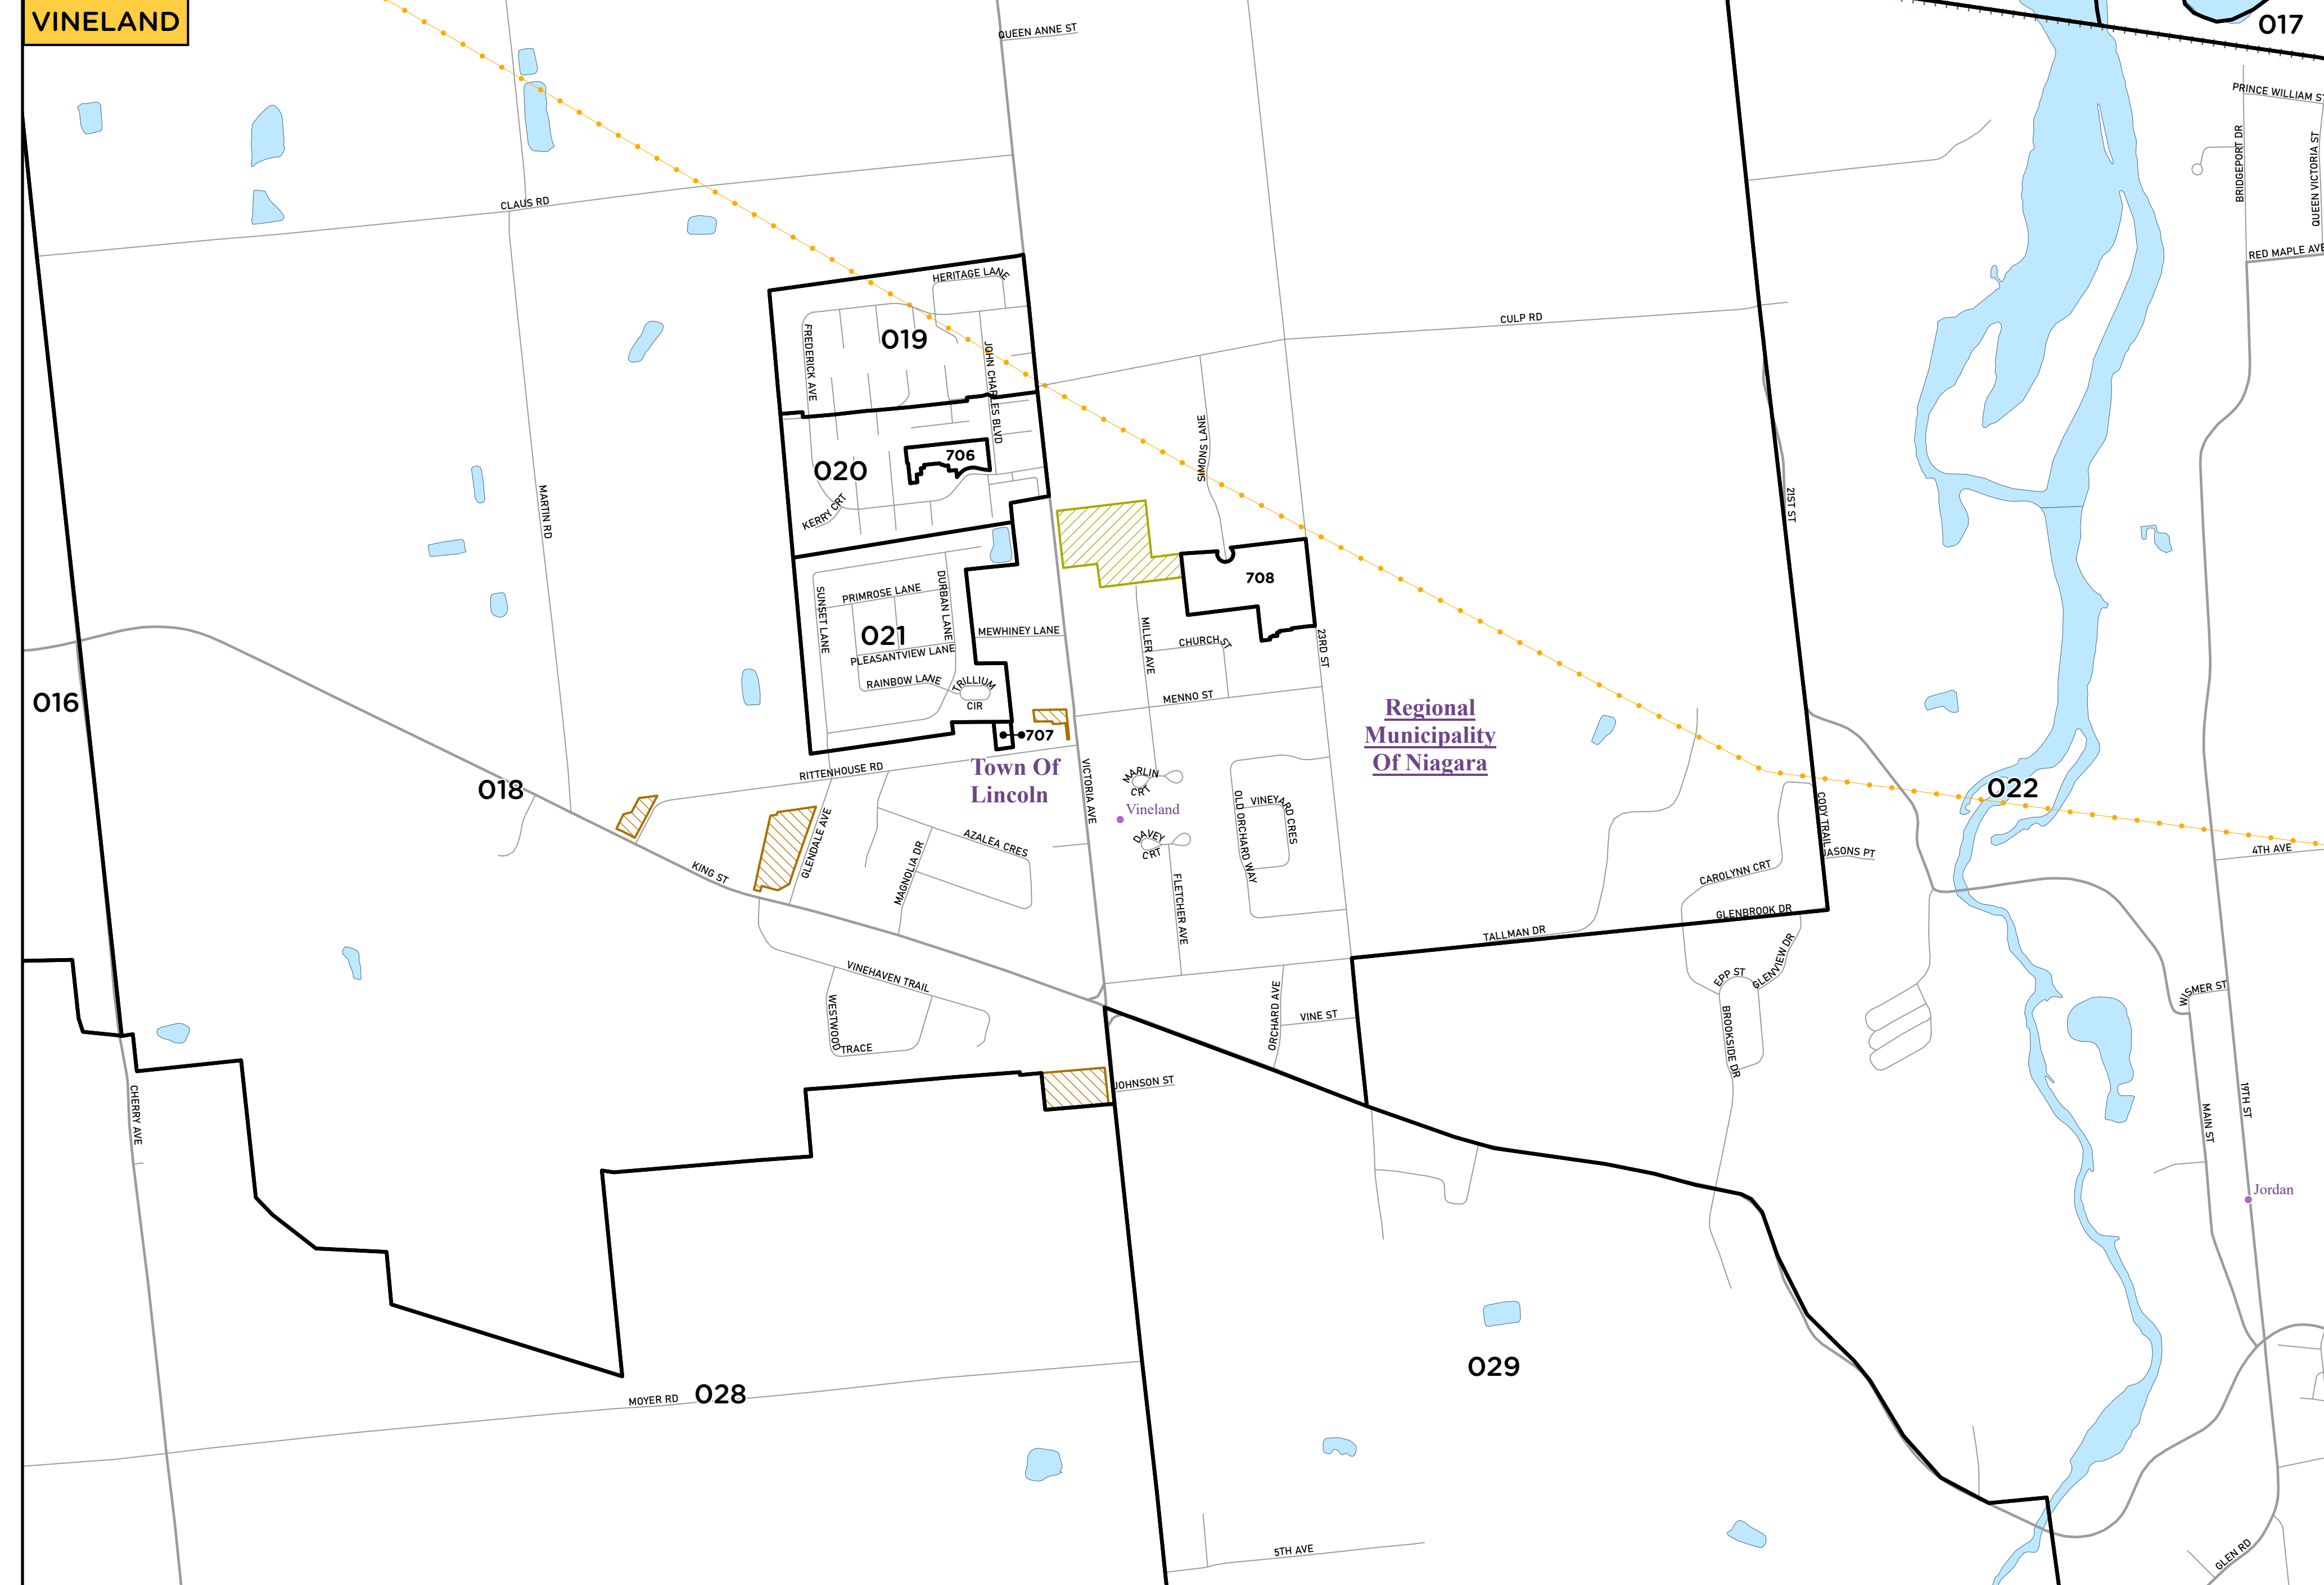 VINELAND
017
QUEEN ANNE ST
PRINCE WILLIAM ST
BRIDGEPORT DR
QUEEN VICTORIA ST
CLAUS RD
RED MAPLE AVE
HERITAGE LANE
FREDERICK AVE
019
JOHN CHARLES BLVD
CULP RD
SIMONS LANE
020
706
KERRY CRT
MARTIN RD
21ST ST
708
PRIMROSE LANE
DURBAN LANE
SUNSET LANE
021
MEWHINEY LANE
PLEASANTVIEW LANE
RAINBOW LANE
TRILLIUM
CIR
MILLER AVE
CHURCH ST
23RD ST
MENNO ST
016
707
Regional
Municipality
Of Niagara
RITTENHOUSE RD
Town Of
Lincoln
VICTORIA AVE
MARLIN
CRT
Vineland
018
022
CODY TRAIL
OLD ORCHARD WAY
VINEYARD CRES
DAVEY
CRT
GLENDALE AVE
AZALEA CRES
MAGNOLIA DR
KING ST
JASONS PT
4TH AVE
CAROLYNN CRT
GLENBROOK DR
FLETCHER AVE
TALLMAN DR
VINEHAVEN TRAIL
WESTWOOD
TRACE
EPP ST
GLENVIEW DR
BROOKSIDE DR
ORCHARD AVE
VINE ST
WISMER ST
JOHNSON ST
CHERRY AVE
MAIN ST
19TH ST
Jordan
029
028
MOYER RD
5TH AVE
GLEN RD